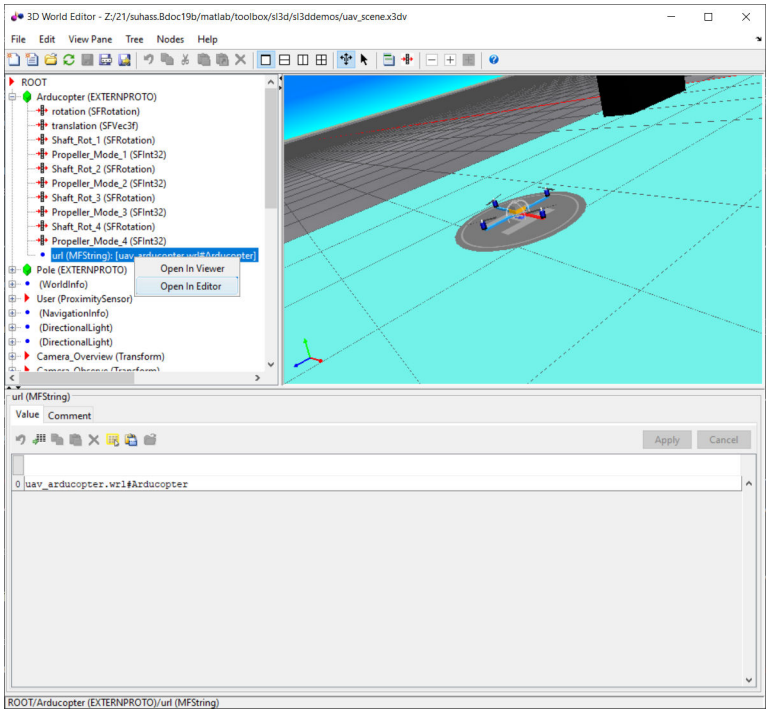 3D World Editor - Z:/21/suhass.Bdoc19b/matlab/toolbox/sl3d/sl3ddemos/uav_scene.x3dv
File Edit View Pane Tree Nodes Help
ROOT
Arducopter (EXTERNPROTO)
rotation (SFRotation)
translation (SFVec3f)
Shaft_Rot_1 (SFRotation)
Propeller_Mode_1 (SFInt32)
Shaft_Rot_2 (SFRotation)
Propeller_Mode_2 (SFInt32)
Shaft_Rot_3 (SFRotation)
Propeller_Mode_3 (SFInt32)
Shaft_Rot_4 (SFRotation)
Propeller_Mode_4 (SFInt32)
url (MFString): [uav_arducopter.wrl#Arducopter]
Pole (EXTERNPROTO)
Open In Viewer
(WorldInfo)
Open In Editor
User (ProximitySensor)
(NavigationInfo)
(DirectionalLight)
(DirectionalLight)
Camera_Overview (Transform)
Camera_Observe (Transform)
url (MFString)
Value Comment
Apply Cancel
0 uav_arducopter.wrl#Arducopter
ROOT/Arducopter (EXTERNPROTO)/url (MFString)